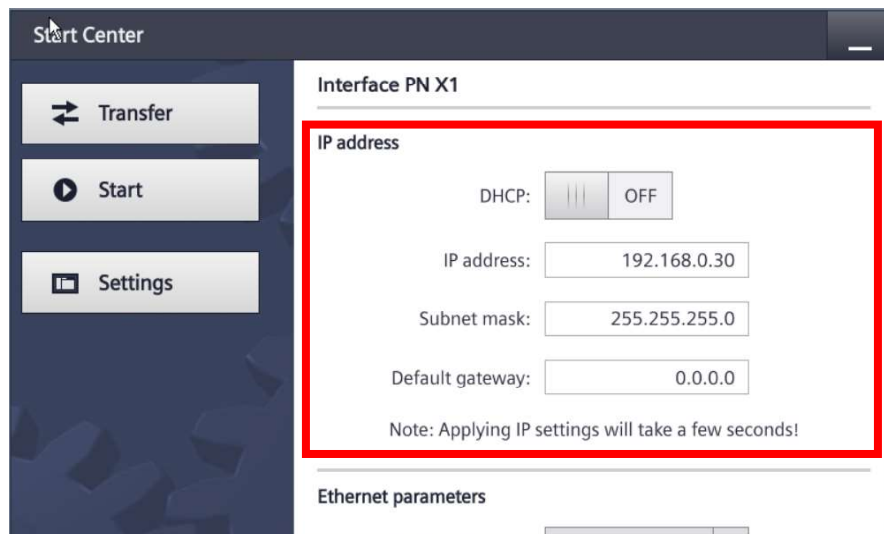 Start Center
Transfer
Start
Settings
Interface PN X1
IP address
DHCP: OFF
IP address: 192.168.0.30
Subnet mask: 255.255.255.0
Default gateway: 0.0.0.0
Note: Applying IP settings will take a few seconds!
Ethernet parameters